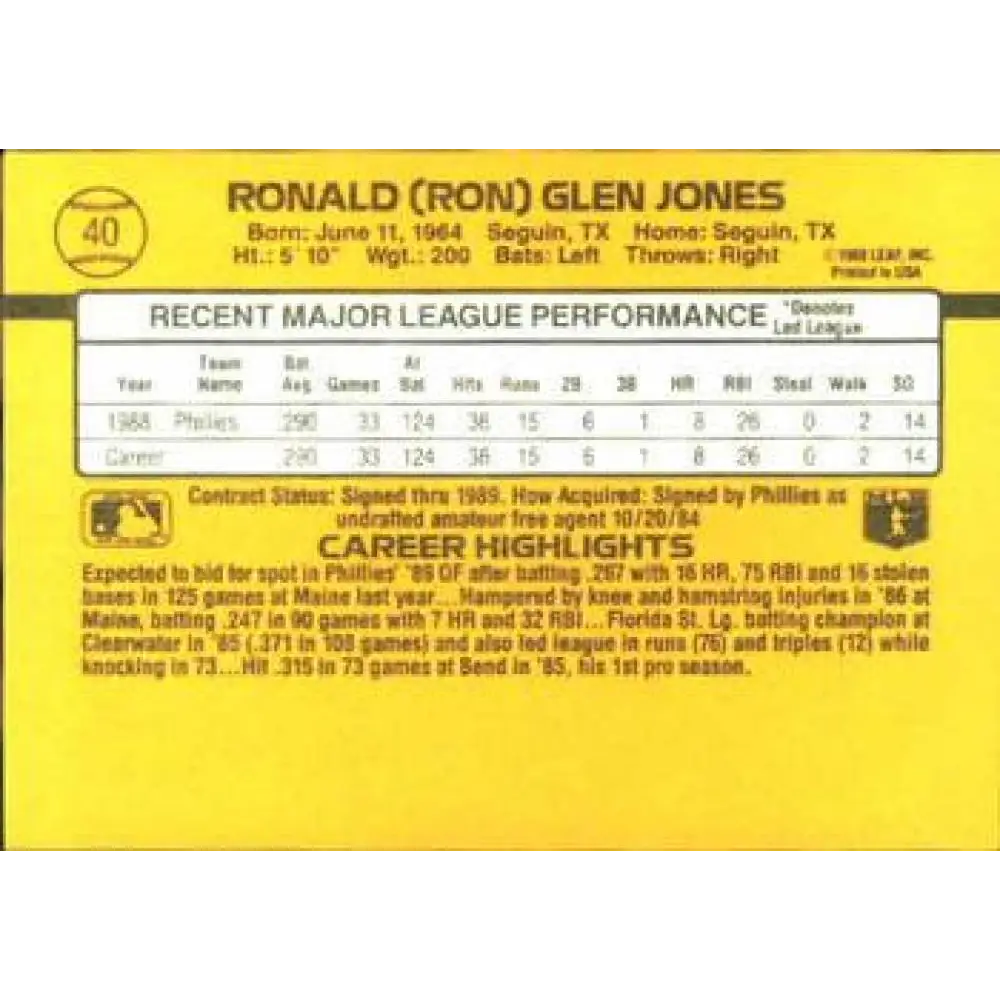 40
RONALD (RON) GLEN JONES
Born: June 11, 1964 Seguin, TX Home: Seguin, TX
Ht.: 5' 10" Wgt.: 200 Bats: Left Throws: Right
LEAF, INC.
Printed in USA
RECENT MAJOR LEAGUE PERFORMANCE
*Denotes
Led League
Year Team Name Bat Avg Games At Bat Hits Runs 2B 3B HR RBI Steal Walk SO
1988 Phillies .290 33 124 36 15 6 1 8 26 0 2 14
Career .290 33 124 36 15 6 1 8 26 0 2 14
Contract Status: Signed thru 1989. How Acquired: Signed by Phillies as
undrafted amateur free agent 10/20/84
CAREER HIGHLIGHTS
Expected to bid for spot in Phillies' '89 OF after batting .267 with 16 HR, 75 RBI and 16 stolen
bases in 125 games at Maine last year...Hampered by knee and hamstring injuries in '86 at
Maine, batting .247 in 90 games with 7 HR and 32 RBI...Florida St. Lg. batting champion at
Clearwater in (.371 in 108 games) and also led league in runs (76) and triples (12) while
knocking in 73...Hit .315 in 73 games at Bend in '85, his 1st pro season.